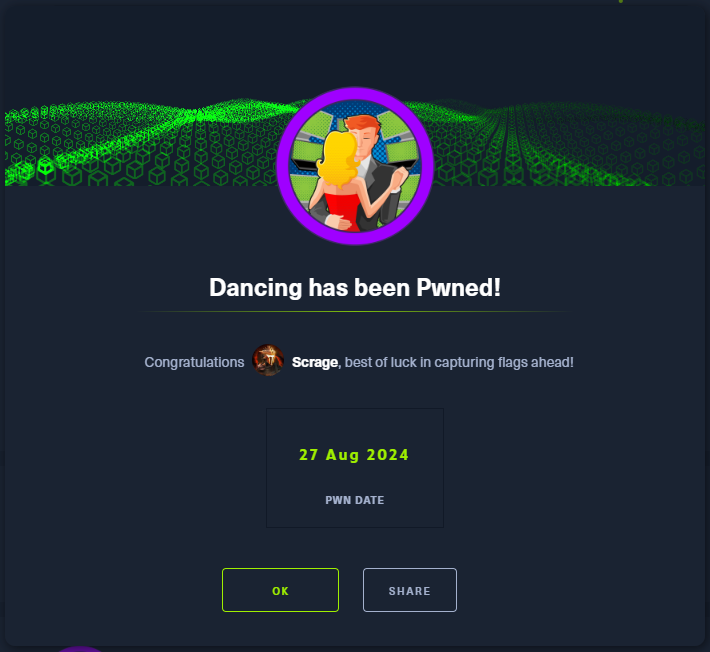 Dancing has been Pwned!
Congratulations Scrage, best of luck in capturing flags ahead!
27 Aug 2024
PWN DATE
OK SHARE